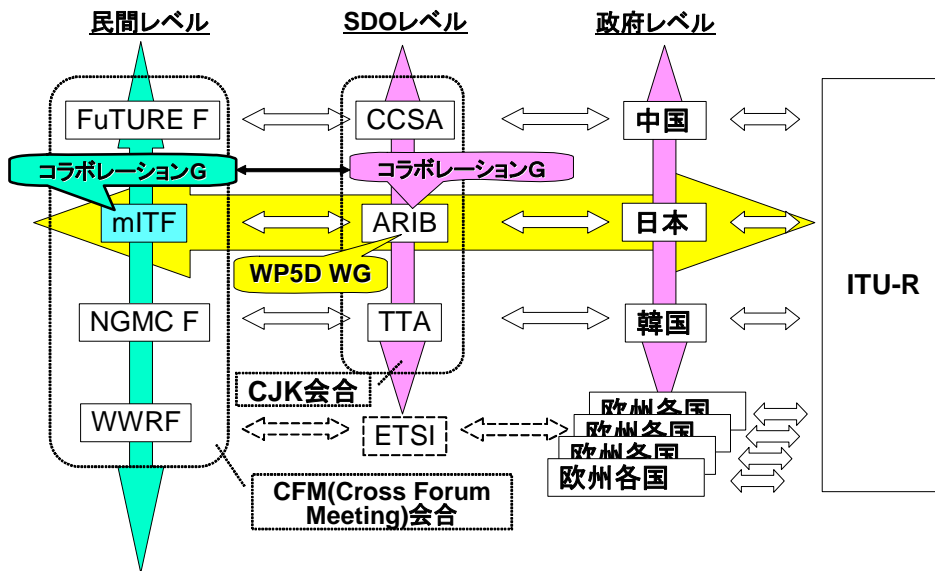 民間レベル SDOレベル 政府レベル
FuTURE F CCSA 中国
コラボレーションG コラボレーションG
mITF ARIB 日本
WP5D WG
ITU-R
NGMC F TTA 韓国
CJK会合
WWRF ETSI
欧州各国
欧州各国
欧州各国
欧州各国
CFM(Cross Forum
Meeting)会合